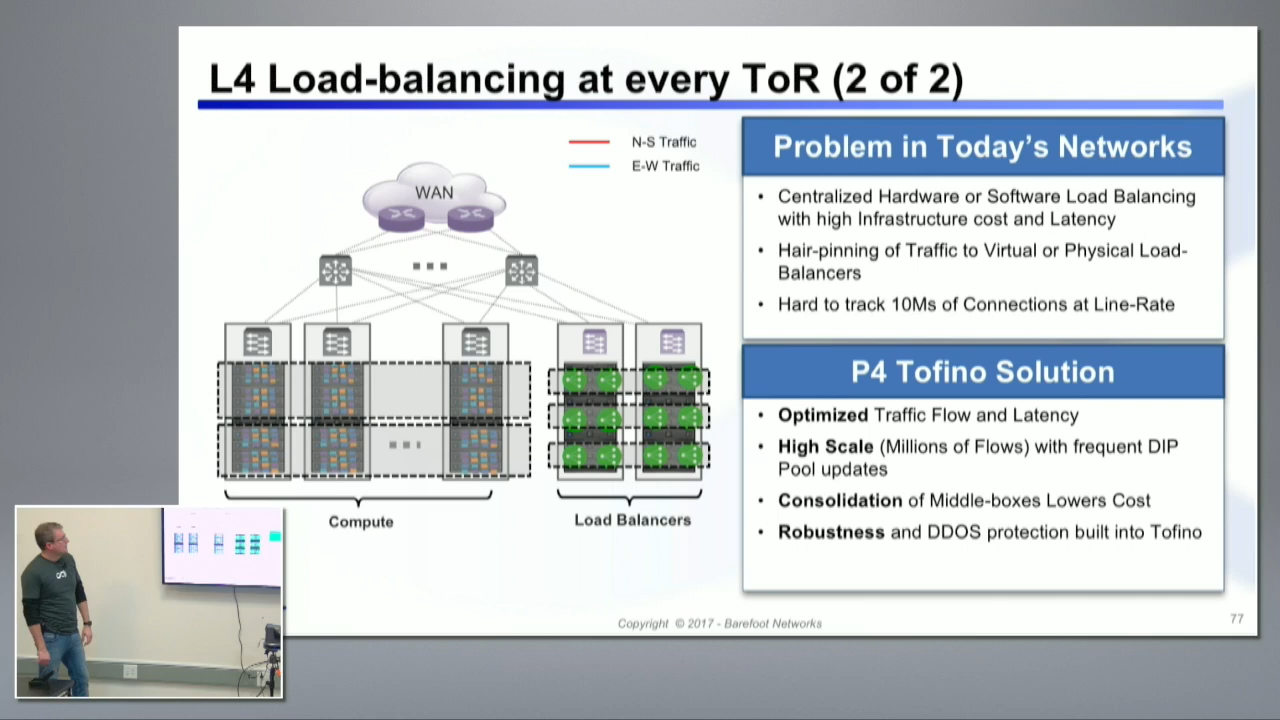 L4 Load-balancing at every ToR (2 of 2)
N-S Traffic
E-W Traffic
WAN
Compute
Load Balancers
Problem in Today's Networks
• Centralized Hardware or Software Load Balancing
with high Infrastructure cost and Latency
• Hair-pinning of Traffic to Virtual or Physical Load-
Balancers
• Hard to track 10Ms of Connections at Line-Rate
P4 Tofino Solution
• Optimized Traffic Flow and Latency
• High Scale (Millions of Flows) with frequent DIP
Pool updates
• Consolidation of Middle-boxes Lowers Cost
• Robustness and DDOS protection built into Tofino
Copyright © 2017 - Barefoot Networks
77